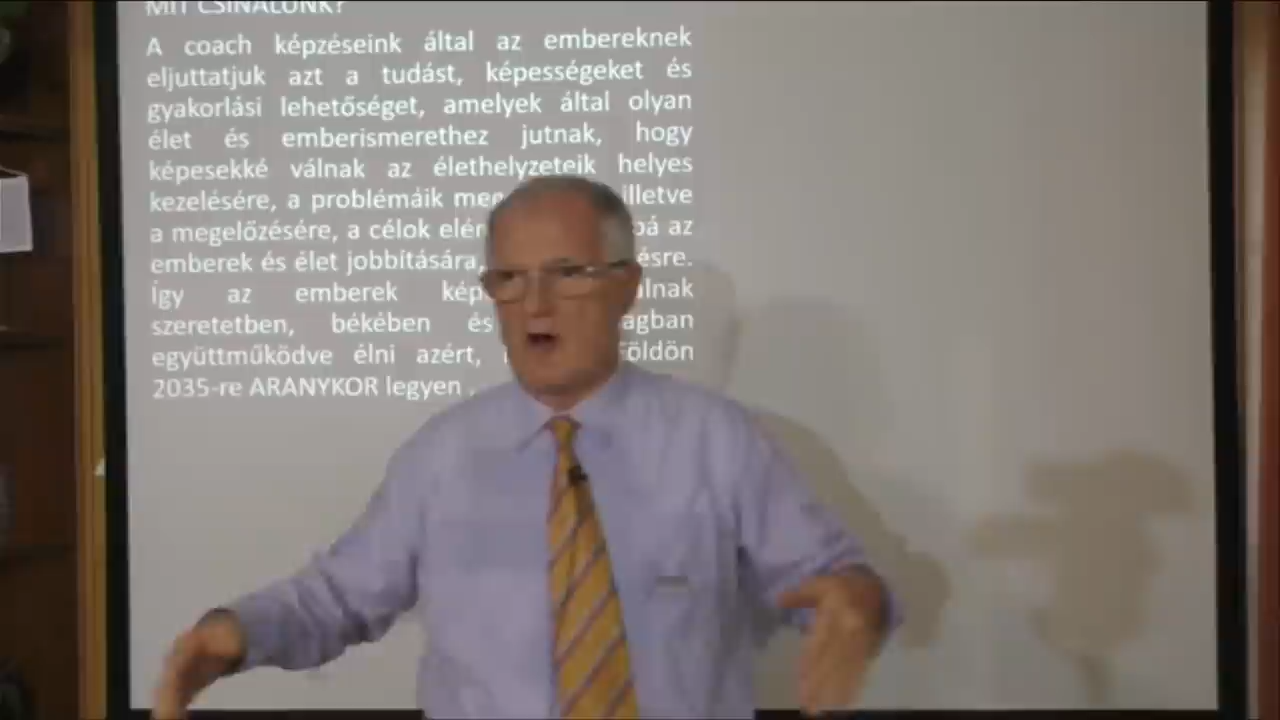 MIT CSINÁLUNK?
A coach képzéseink által az embereknek
eljuttatjuk azt a tudást, képességeket és
gyakorlási lehetőséget, amelyek által olyan
élet és emberismerethez jutnak, hogy
képesekké válnak az élethelyzeteik helyes
kezelésére, a problémáik illetve
a megelőzésére, a célok az
emberek és élet jobbítására,
Így az emberek
szeretetben, békében és
együttműködve élni azért, Földön
2035-re ARANYKOR legyen .